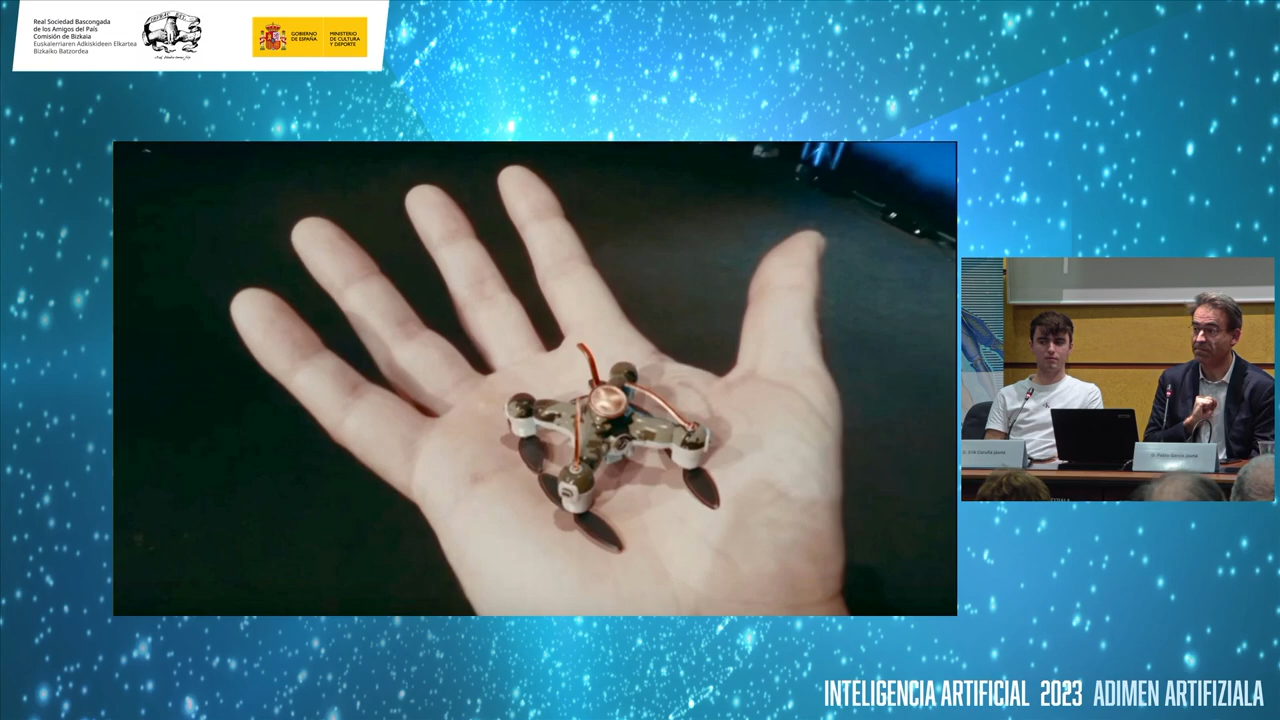 Real Sociedad Bascongada
de los Amigos del País
Comisión de Bizkaia
Euskalerriaren Adkiskideen Elkartea
Bizkaiko Batzordea
GOBIERNO
DE ESPAÑA
MINISTERIO
DE CULTURA
Y DEPORTE
INTELIGENCIA ARTIFICIAL 2023 ADIMEN ARTIFIZIALA